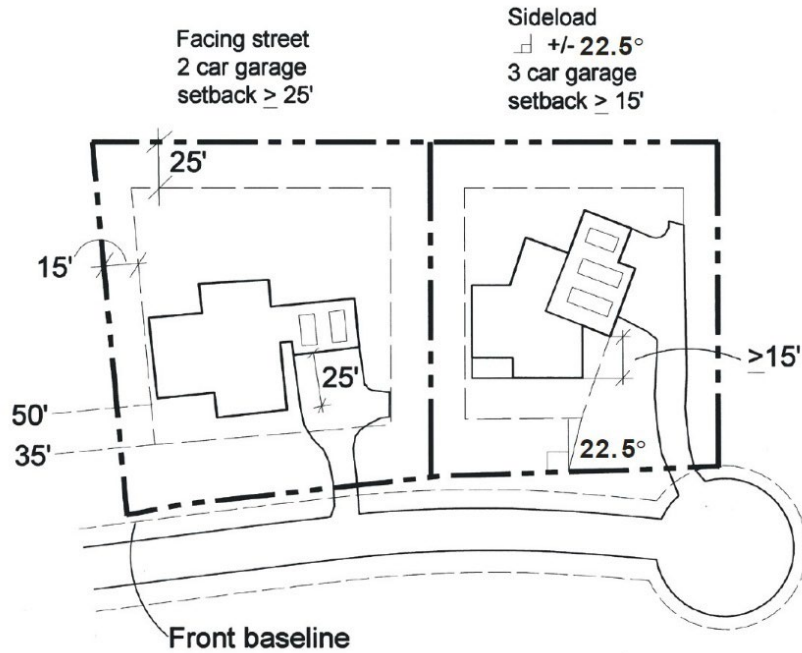 Facing street
2 car garage
setback ≥ 25'
Sideload
+/- 22.5°
3 car garage
setback ≥ 15'
25'
15'
25'
≥15'
50'
35'
22.5°
Front baseline